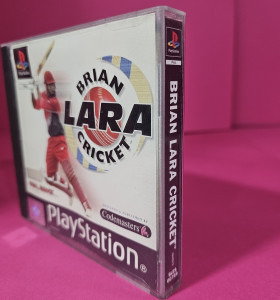 BRIAN
LARA
CRICKET
Codemasters
PlayStation®
BRIAN LARA CRICKET